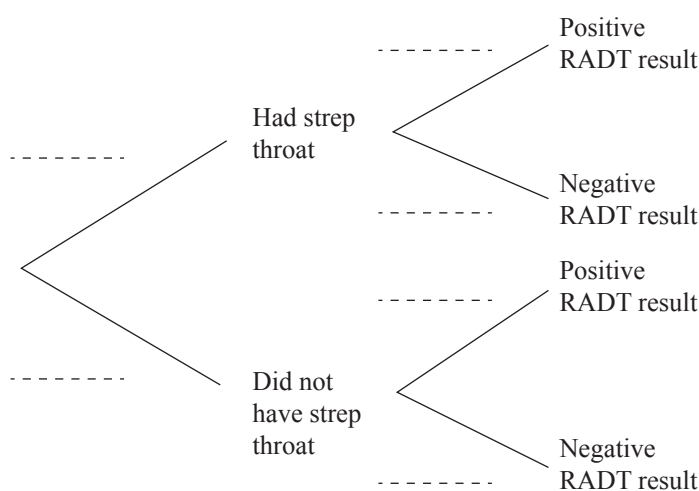 Positive
RADT result
Had strep
throat
Negative
RADT result
Positive
RADT result
Did not
have strep
throat
Negative
RADT result